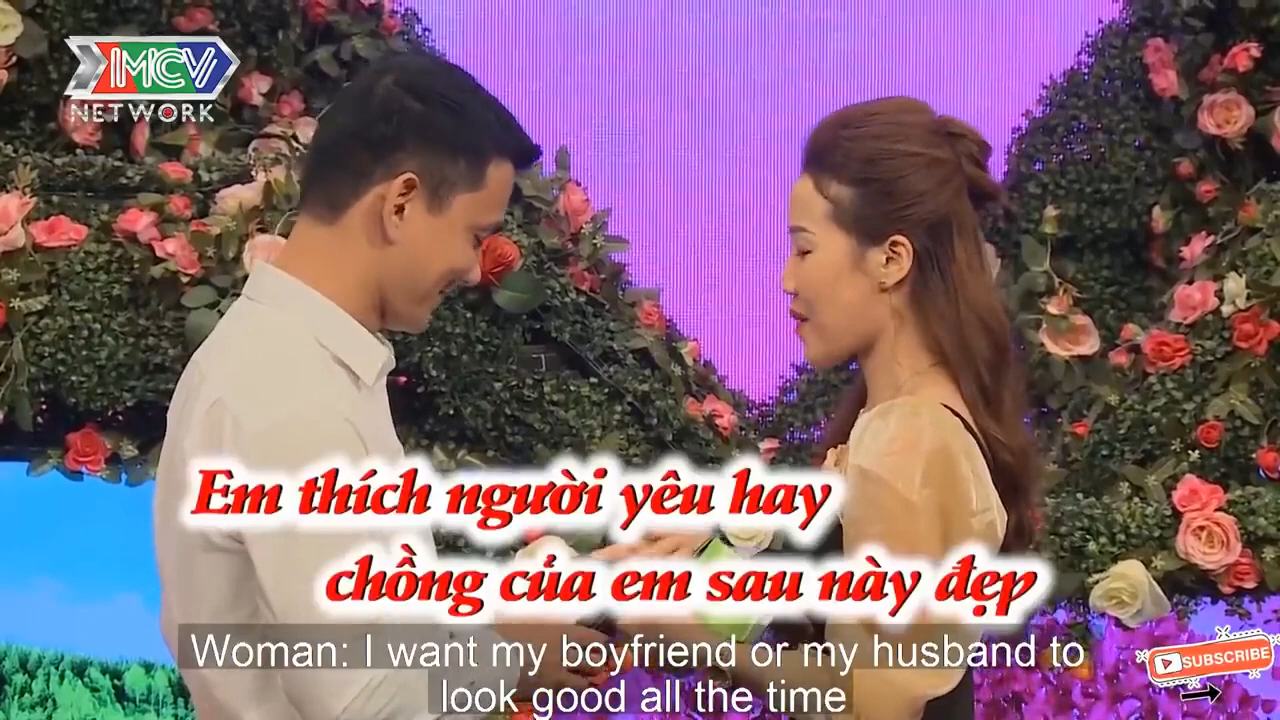 MCV
NETWORK
Em thích người yêu hay
chồng của em sau này đẹp
Woman: I want my boyfriend or my husband to
look good all the time
SUBSCRIBE